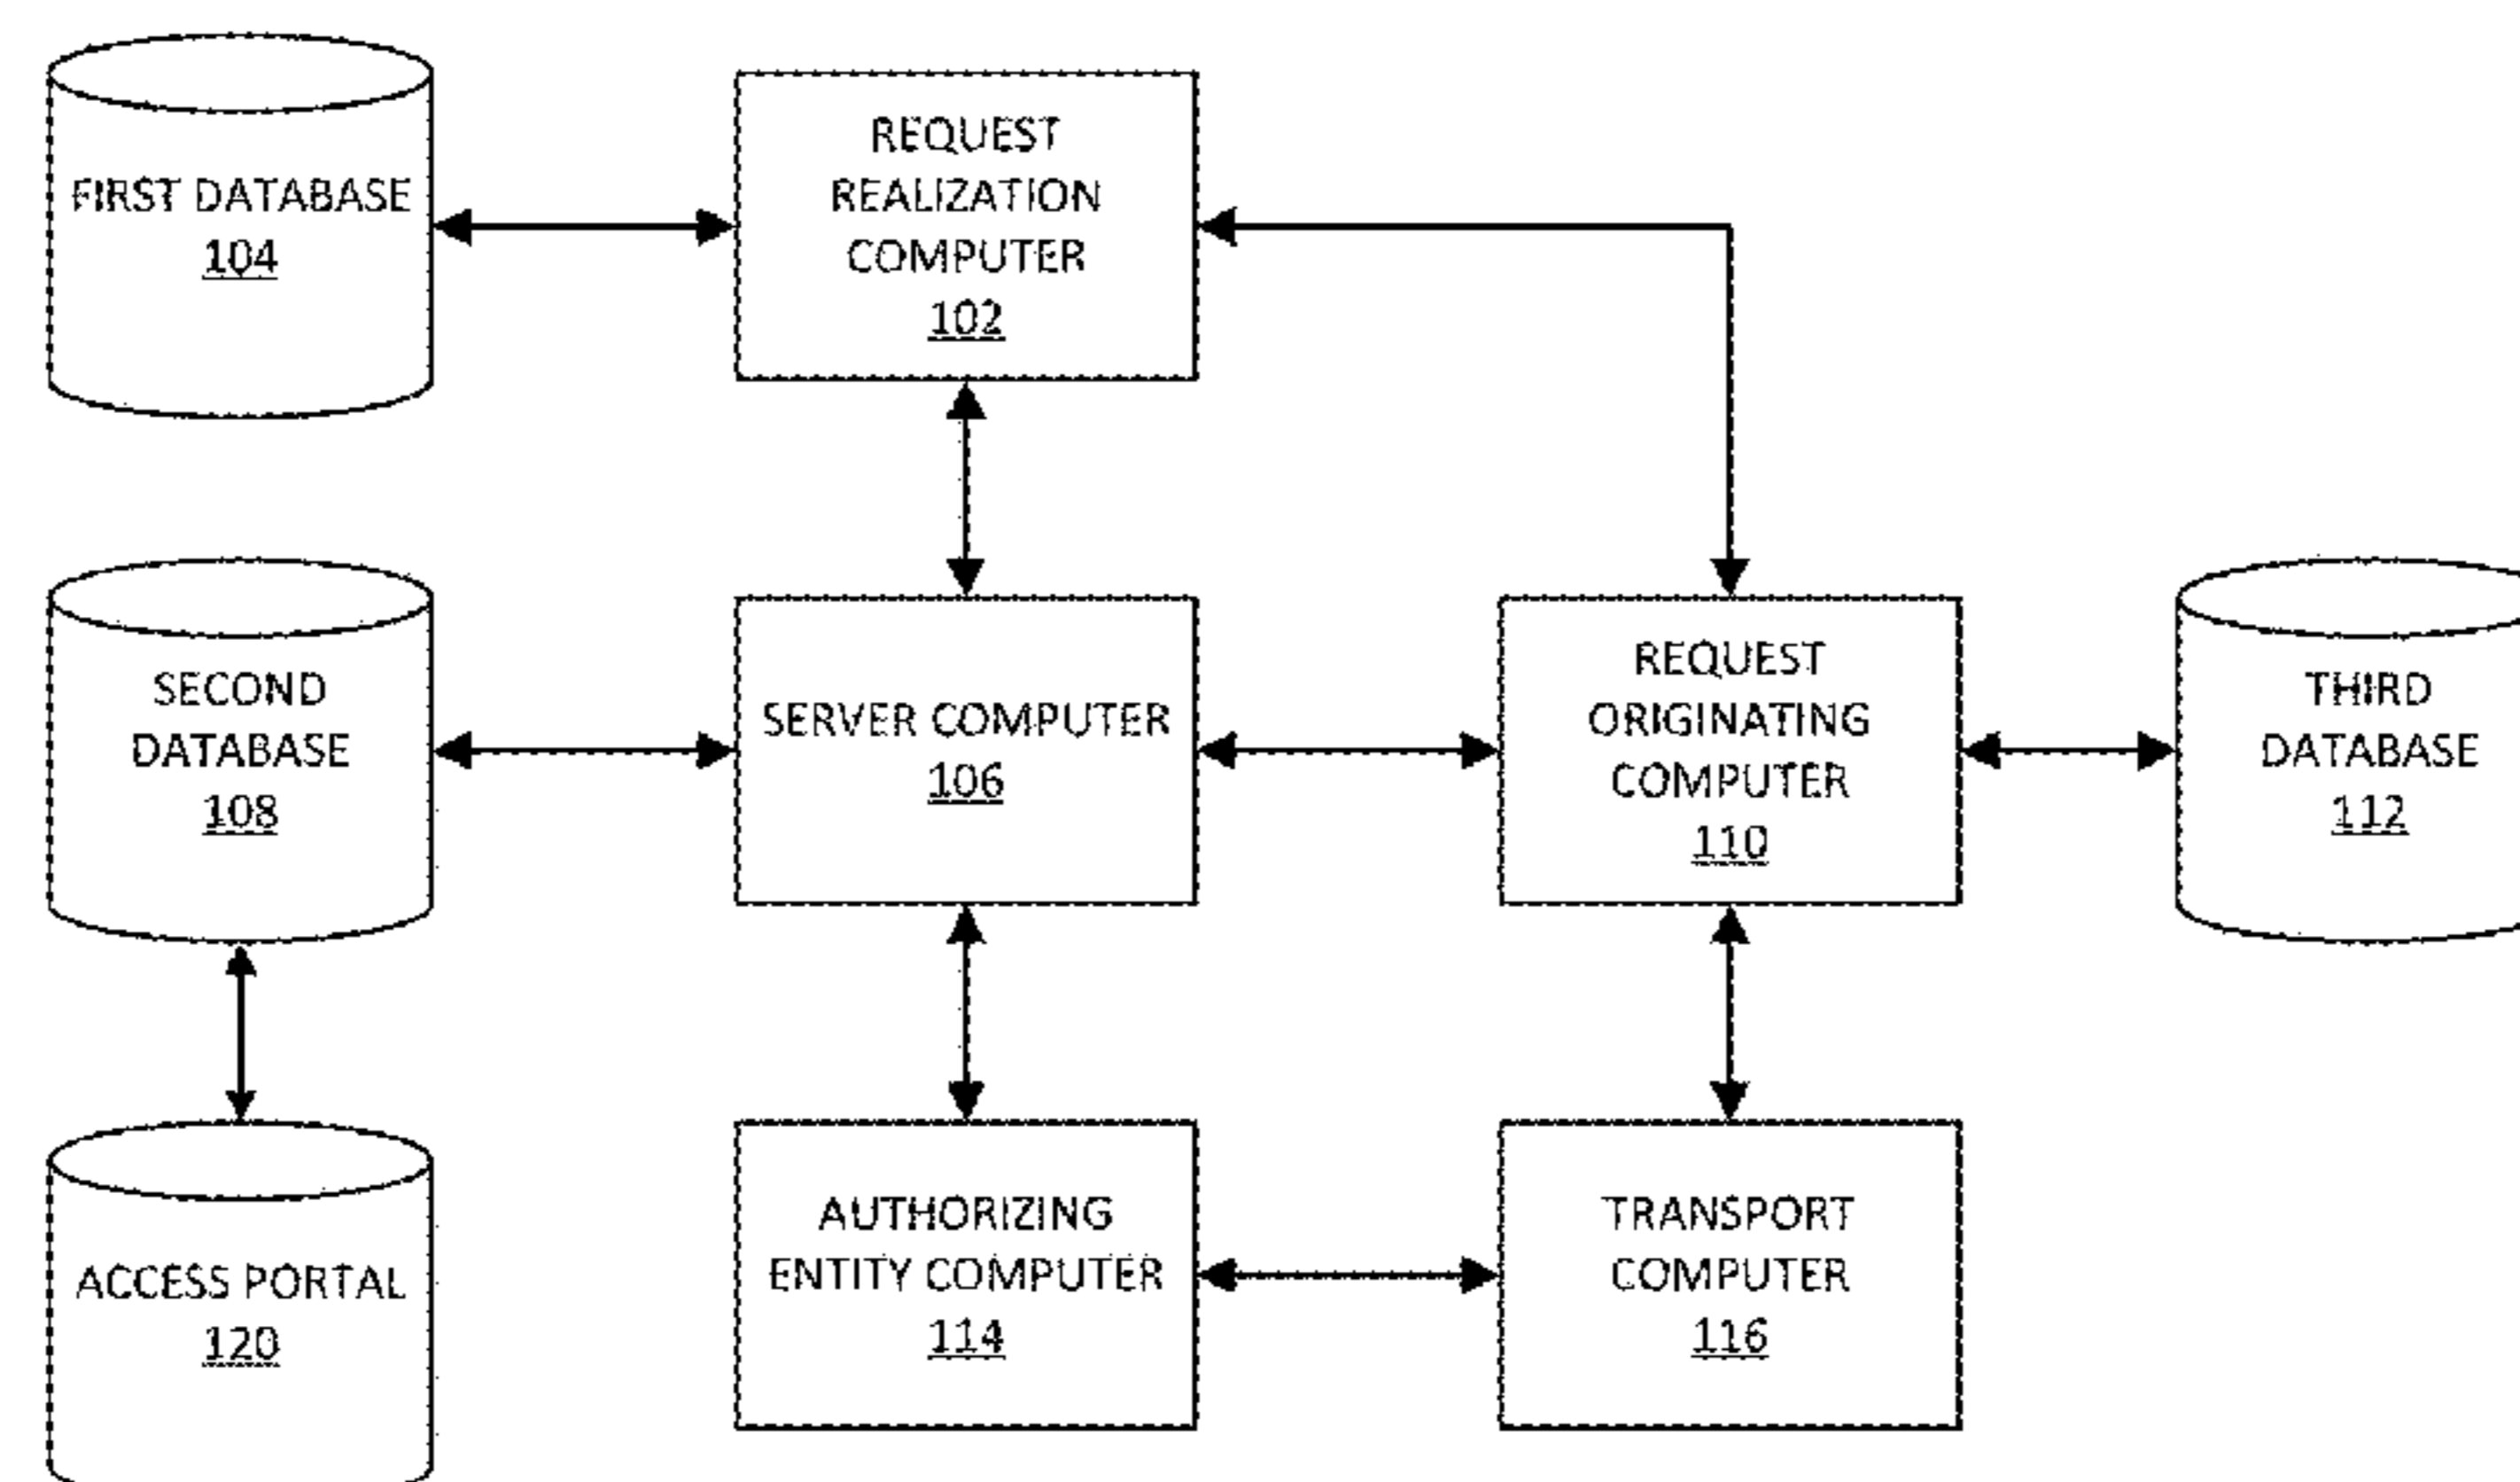 FIRST DATABASE
104
REQUEST
REALIZATION
COMPUTER
102
SECOND
DATABASE
108
SERVER COMPUTER
106
REQUEST
ORIGINATING
COMPUTER
110
THIRD
DATABASE
112
ACCESS PORTAL
120
AUTHORIZING
ENTITY COMPUTER
114
TRANSPORT
COMPUTER
116